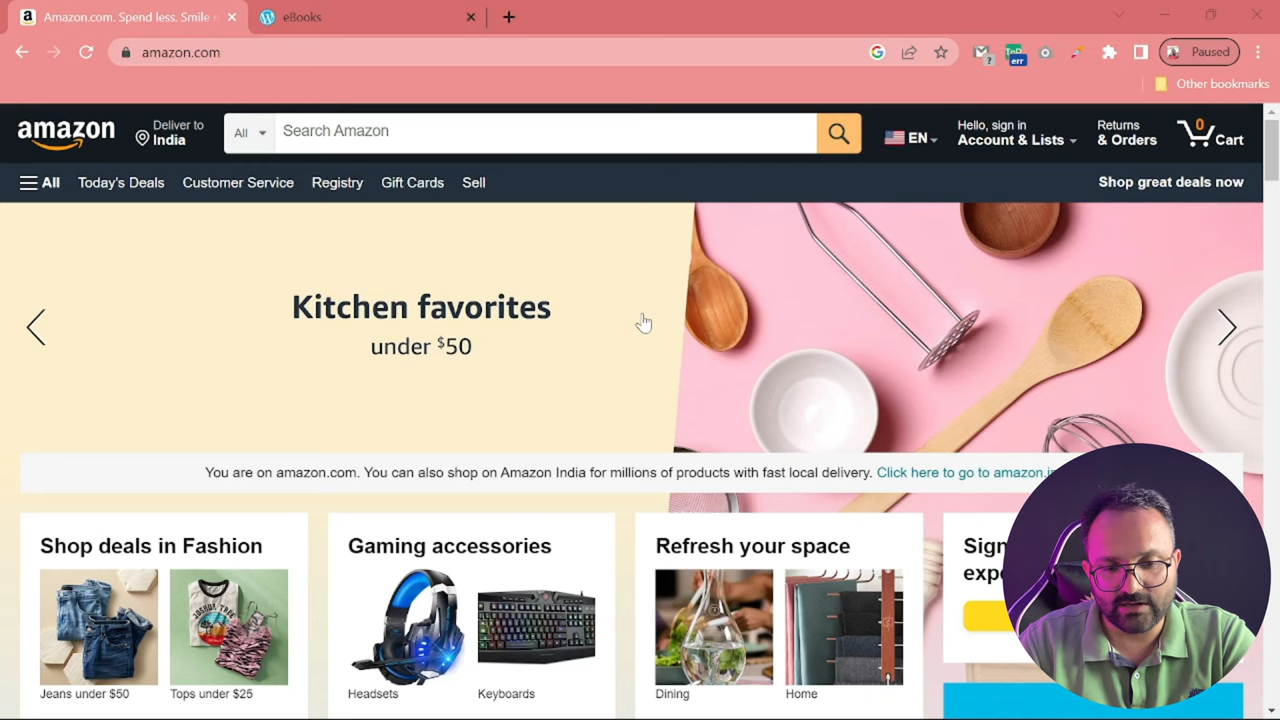 Amazon.com. Spend less. Smile
eBooks
amazon.com
Paused
err
Other bookmarks
amazon
Deliver to
India
All
Search Amazon
EN
Hello, sign in
Account & Lists
Returns
& Orders
0
Cart
All
Today's Deals
Customer Service
Registry
Gift Cards
Sell
Shop great deals now
Kitchen favorites
under $50
You are on amazon.com. You can also shop on Amazon India for millions of products with fast local delivery. Click here to go to amazon.in
Shop deals in Fashion
Gaming accessories
Refresh your space
Sign
Jeans under $50
Tops under $25
Headsets
Keyboards
Dining
Home